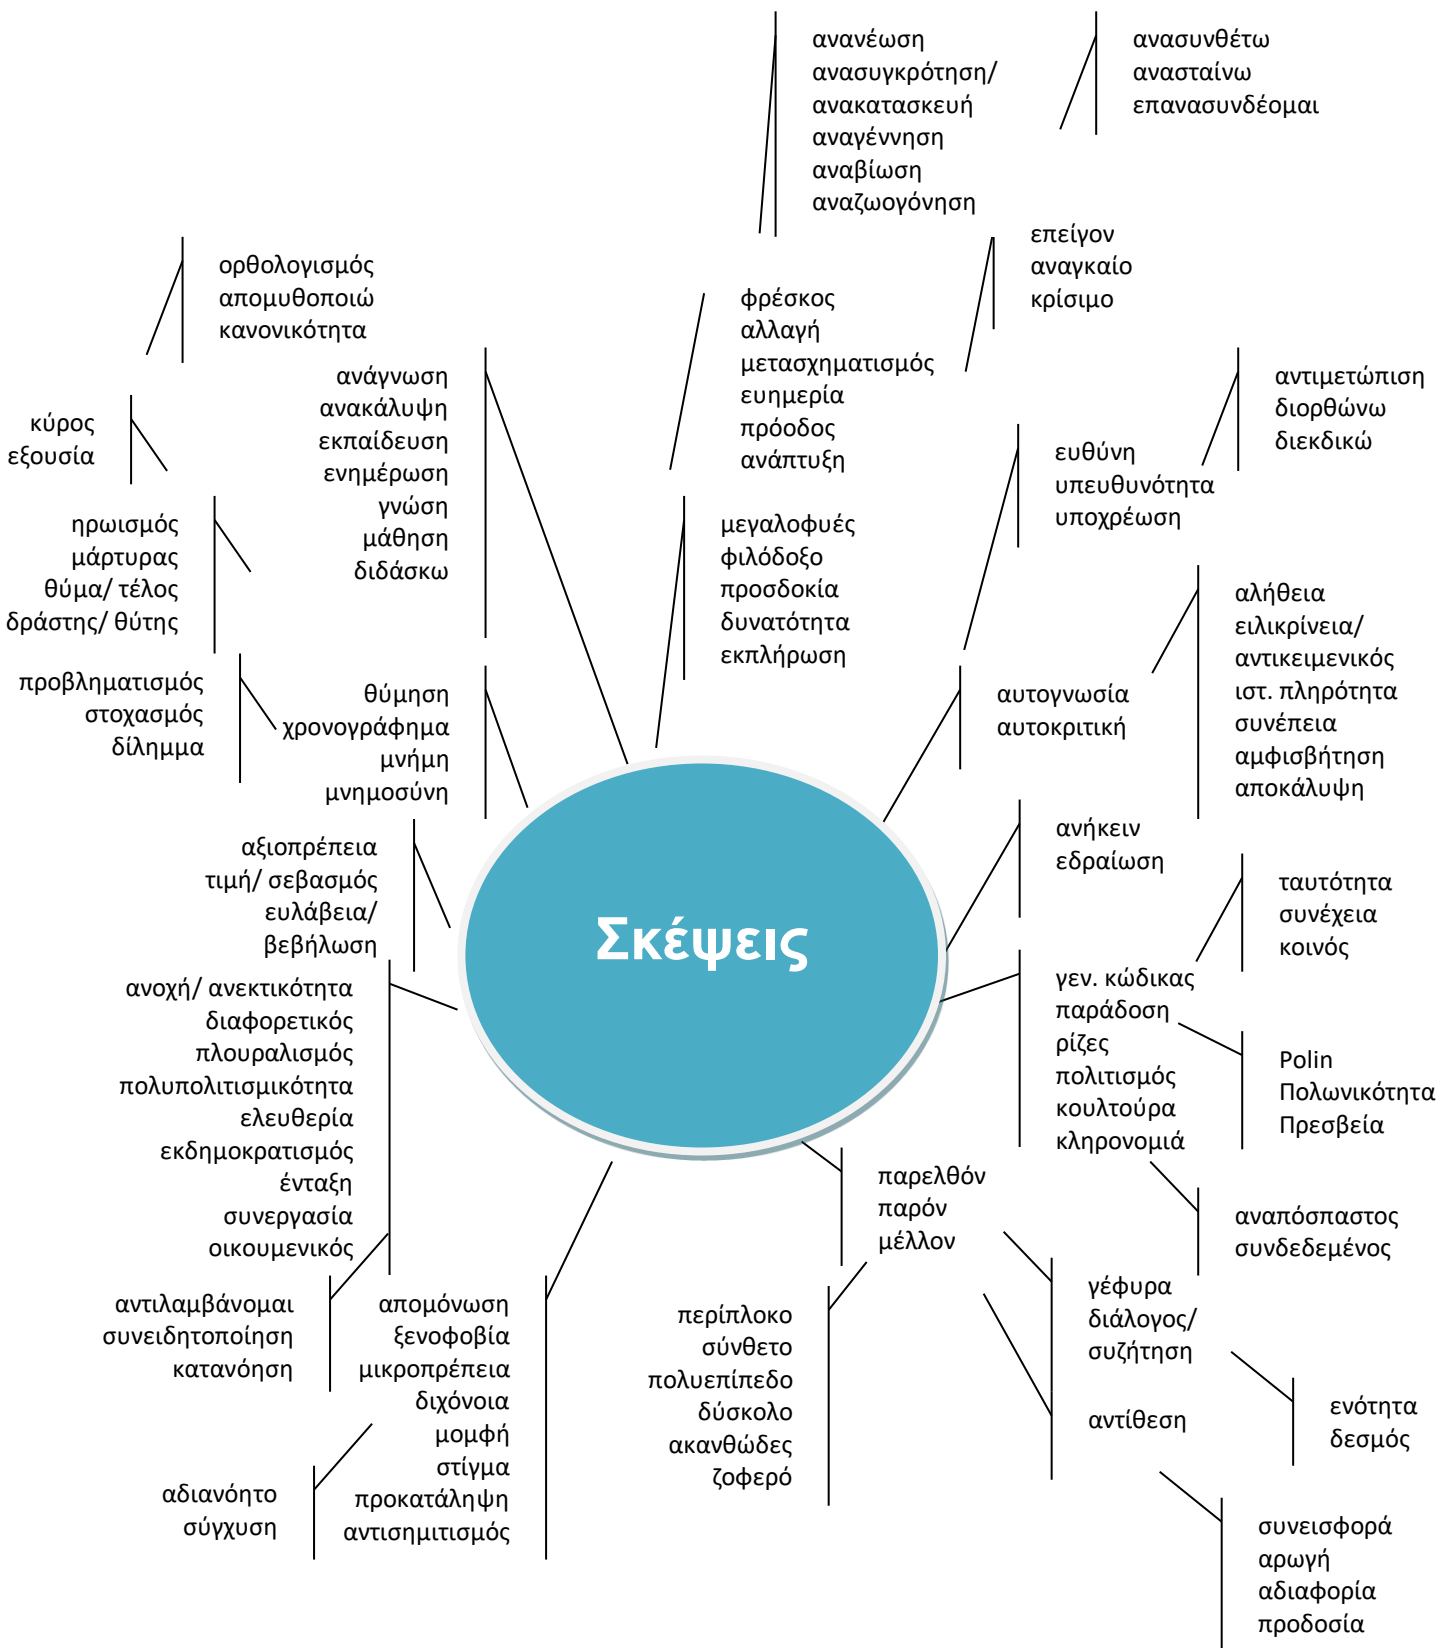 ανανέωση
ανασυγκρότηση/
ανακατασκευή
αναγέννηση
αναβίωση
αναζωογόνηση
ανασυνθέτω
ανασταίνω
επανασυνδέομαι
επείγον
αναγκαίο
κρίσιμο
ορθολογισμός
απομυθοποιώ
κανονικότητα
φρέσκος
αλλαγή
μετασχηματισμός
ευημερία
πρόοδος
ανάπτυξη
ανάγνωση
ανακάλυψη
εκπαίδευση
ενημέρωση
γνώση
μάθηση
διδάσκω
αντιμετώπιση
διορθώνω
διεκδικώ
κύρος
εξουσία
ευθύνη
υπευθυνότητα
υποχρέωση
ηρωισμός
μάρτυρας
θύμα/ τέλος
δράστης/ θύτης
μεγαλοφυές
φιλόδοξο
προσδοκία
δυνατότητα
εκπλήρωση
αλήθεια
ειλικρίνεια/
αντικειμενικός
ιστ. πληρότητα
συνέπεια
αμφισβήτηση
αποκάλυψη
προβληματισμός
στοχασμός
δίλημμα
θύμηση
χρονογράφημα
μνήμη
μνημοσύνη
αυτογνωσία
αυτοκριτική
ανήκειν
εδραίωση
αξιοπρέπεια
τιμή/ σεβασμός
ευλάβεια/
βεβήλωση
Σκέψεις
ταυτότητα
συνέχεια
κοινός
γεν. κώδικας
παράδοση
ρίζες
πολιτισμός
κουλτούρα
κληρονομιά
ανοχή/ ανεκτικότητα
διαφορετικός
πλουραλισμός
πολυπολιτισμικότητα
ελευθερία
εκδημοκρατισμός
ένταξη
συνεργασία
οικουμενικός
Polin
Πολωνικότητα
Πρεσβεία
παρελθόν
παρόν
μέλλον
αναπόσπαστος
συνδεδεμένος
αντιλαμβάνομαι
συνειδητοποίηση
κατανόηση
απομόνωση
ξενοφοβία
μικροπρέπεια
διχόνοια
μομφή
στίγμα
προκατάληψη
αντισημιτισμός
περίπλοκο
σύνθετο
πολυεπίπεδο
δύσκολο
ακανθώδες
ζοφερό
γέφυρα
διάλογος/
συζήτηση
αντίθεση
ενότητα
δεσμός
αδιανόητο
σύγχυση
συνεισφορά
αρωγή
αδιαφορία
προδοσία